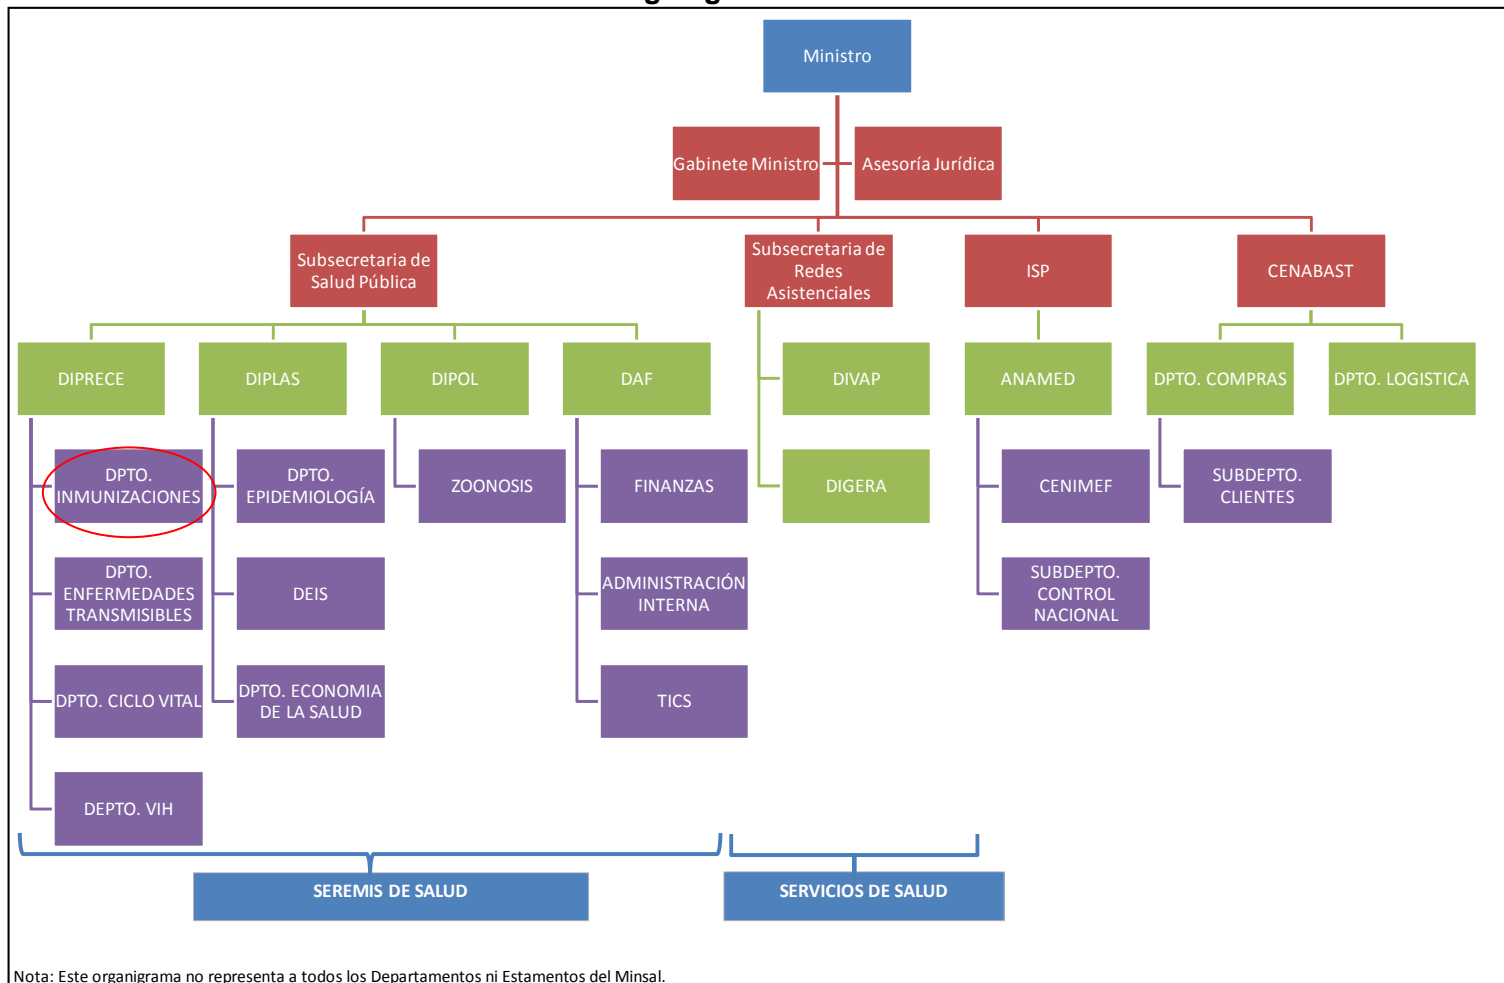 Ministro
Gabinete Ministro
Asesoría Jurídica
Subsecretaria de
Salud Pública
Subsecretaria de
Redes
Asistenciales
ISP
CENABAST
DIPRECE
DIPLAS
DIPOL
DAF
DIVAP
ANAMED
DPTO. COMPRAS
DPTO. LOGISTICA
DPTO.
INMUNIZACIONES
DPTO.
EPIDEMIOLOGÍA
ZOONOSIS
FINANZAS
DIGERA
CENIMEF
SUBDEPTO.
CLIENTES
DPTO.
ENFERMEDADES
TRANSMISIBLES
DEIS
ADMINISTRACIÓN
INTERNA
SUBDEPTO.
CONTROL
NACIONAL
DPTO. CICLO VITAL
DPTO. ECONOMIA
DE LA SALUD
TICS
DEPTO. VIH
SEREMIS DE SALUD
SERVICIOS DE SALUD
Nota: Este organigrama no representa a todos los Departamentos ni Estamentos del Minsal.